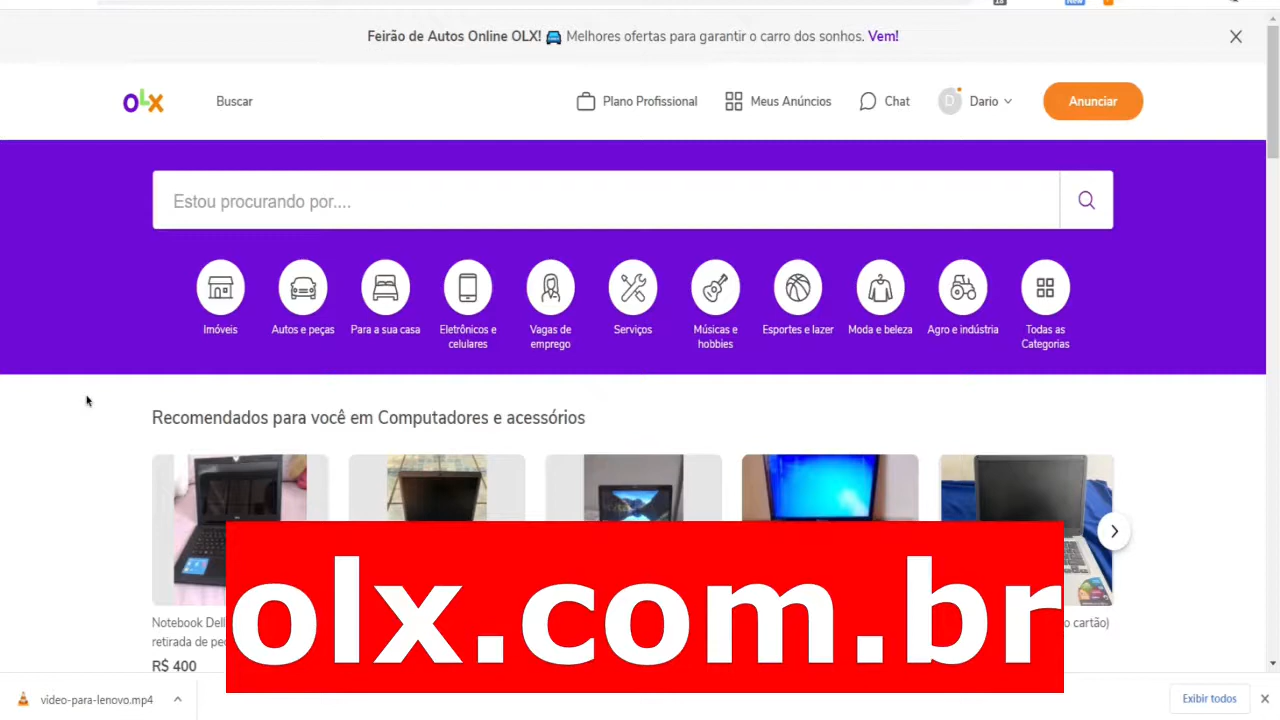 New
Feirão de Autos Online OLX! Melhores ofertas para garantir o carro dos sonhos. Vem!
OLX
Buscar
Plano Profissional
Meus Anúncios
Chat
D
Dario
Anunciar
Estou procurando por....
Imóveis
Autos e peças
Para a sua casa
Eletrônicos e
celulares
Vagas de
emprego
Serviços
Músicas e
hobbies
Esportes e lazer
Moda e beleza
Agro e indústria
Todas as
Categorias
Recomendados para você em Computadores e acessórios
Notebook Dell
retirada de
o cartão)
R$ 400
olx.com.br
video-para-lenovo.mp4
Exibir todos